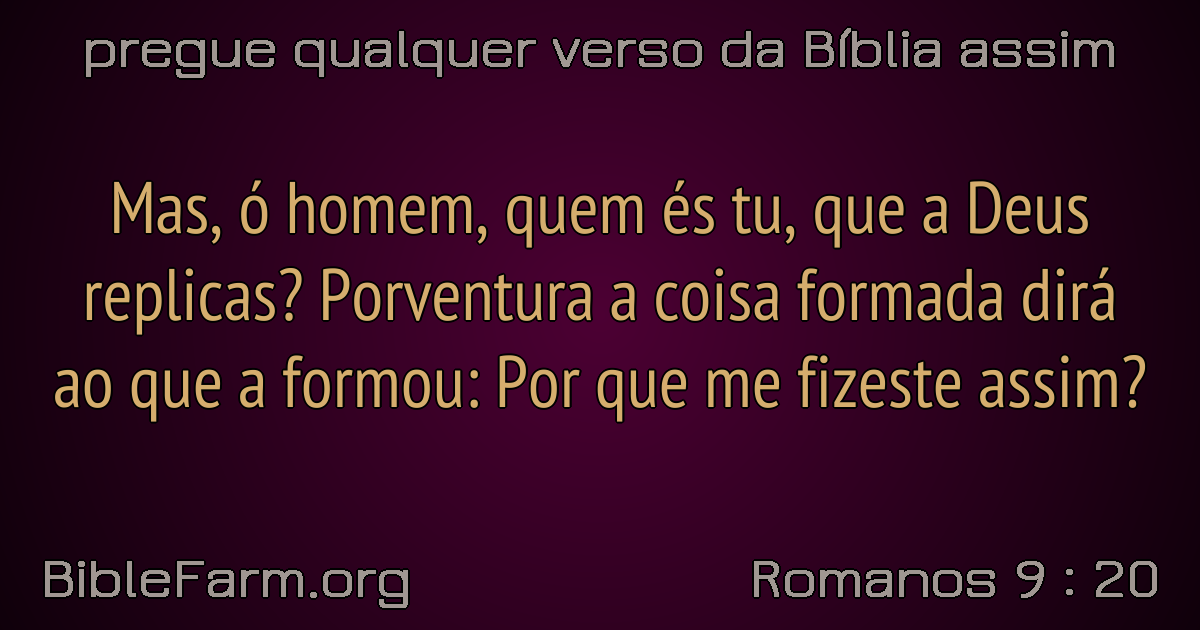 pregue qualquer verso da Bíblia assim
Mas, ó homem, quem és tu, que a Deus
replicas? Porventura a coisa formada dirá
ao que a formou: Por que me fizeste assim?
BibleFarm.org
Romanos 9 : 20